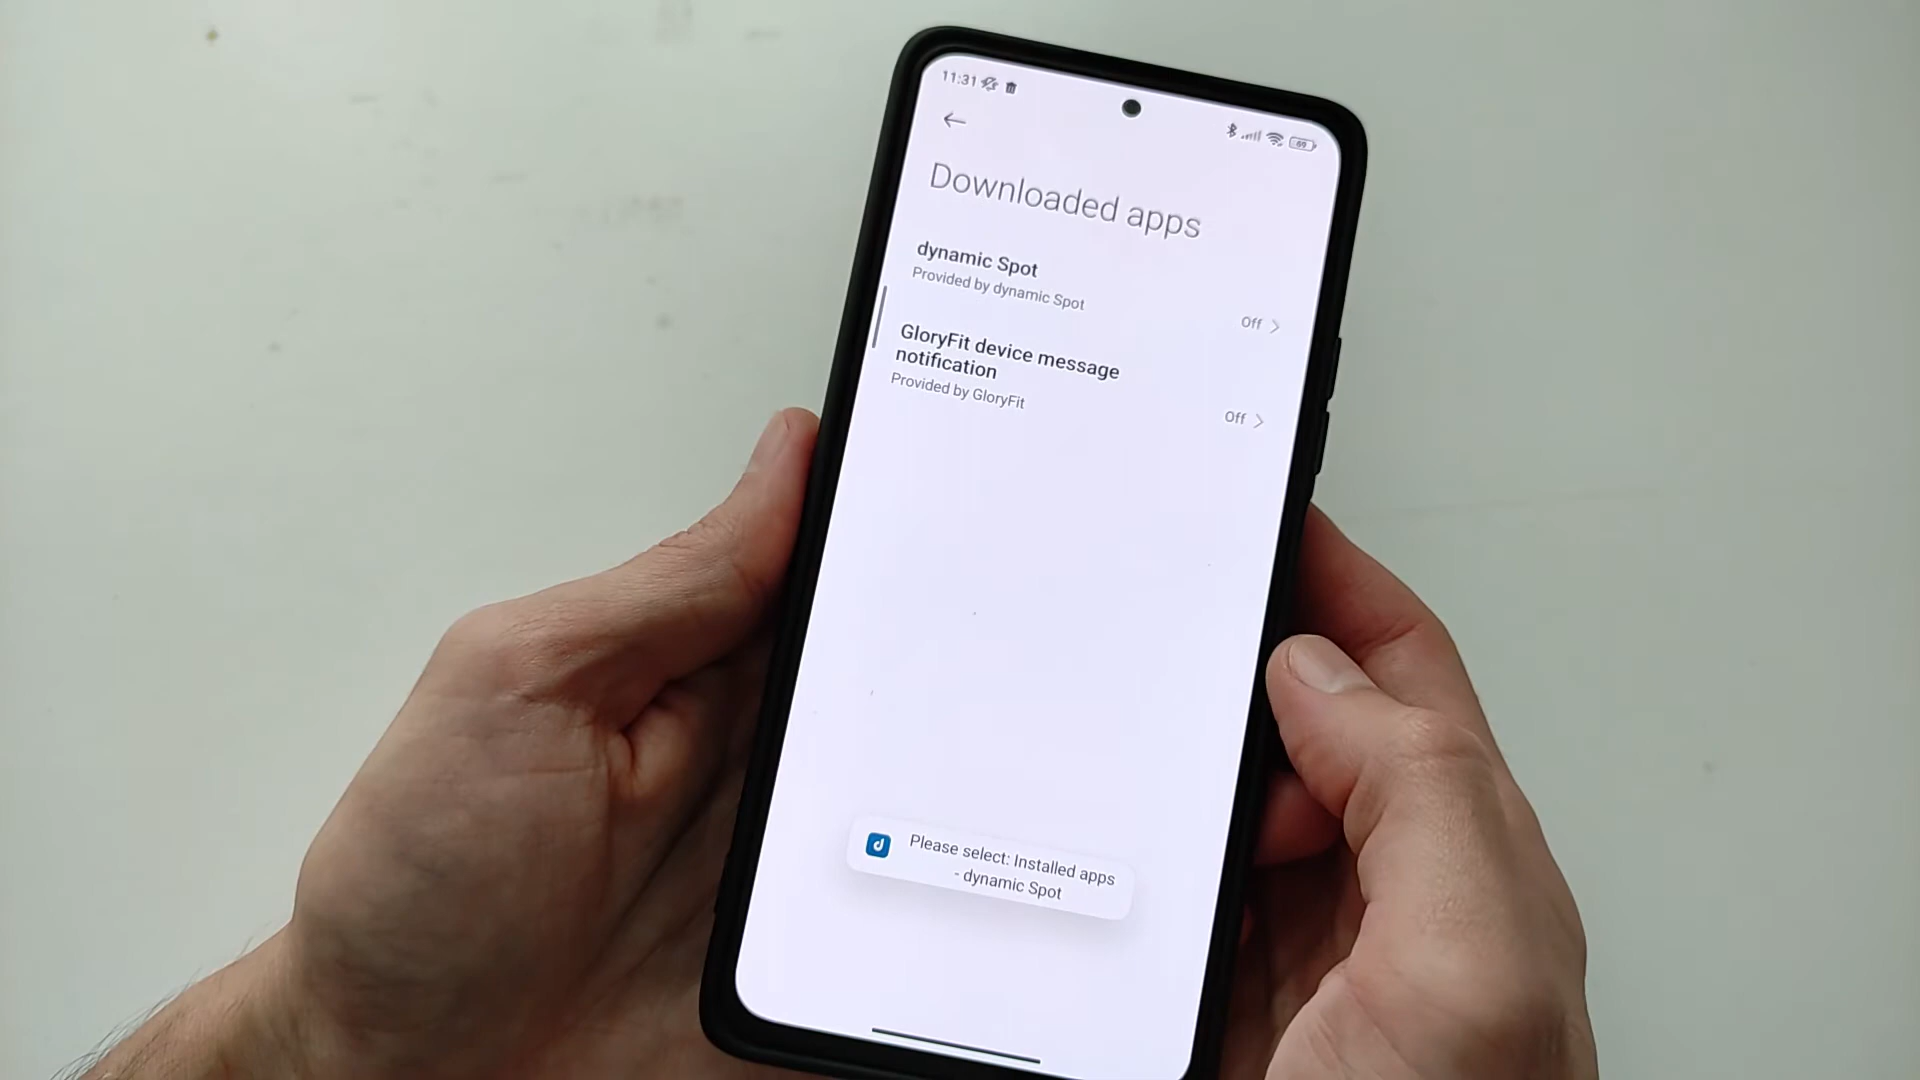 11:31
69
Downloaded apps
dynamic Spot
Provided by dynamic Spot
Off
GloryFit device message
notification
Provided by GloryFit
Off
d
Please select: Installed apps
- dynamic Spot